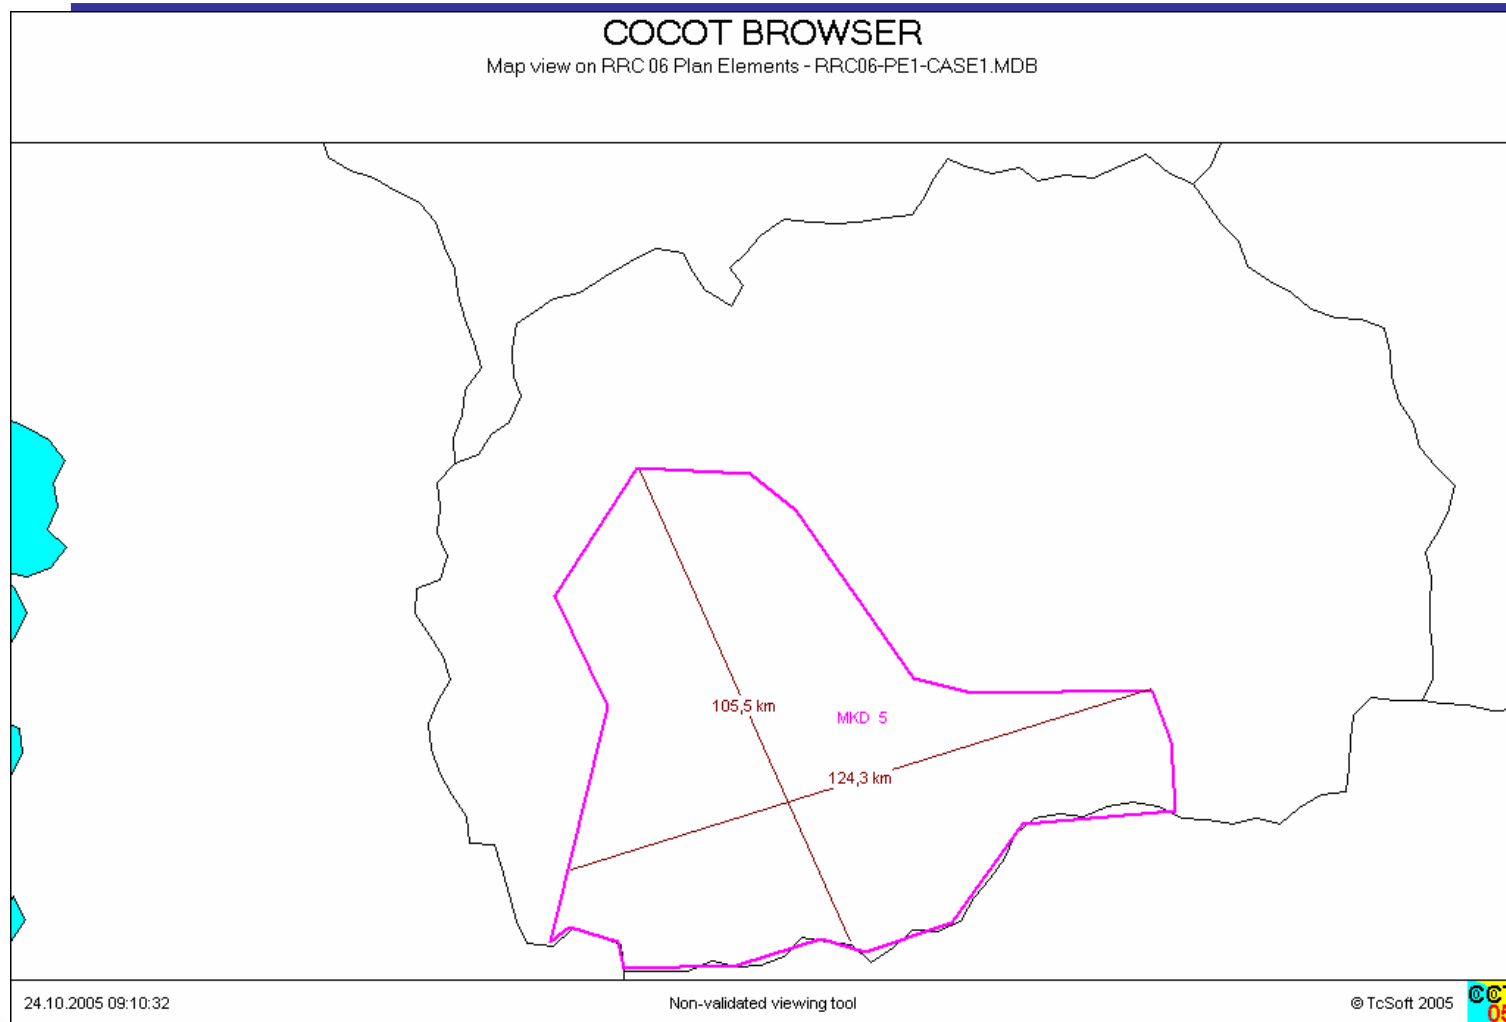 COCOT BROWSER
Map view on RRC 06 Plan Elements - RRC06-PE1-CASE1.MDB
105,5 km
MKD 5
124,3 km
24.10.2005 09:10:32
Non-validated viewing tool
© TcSoft 2005